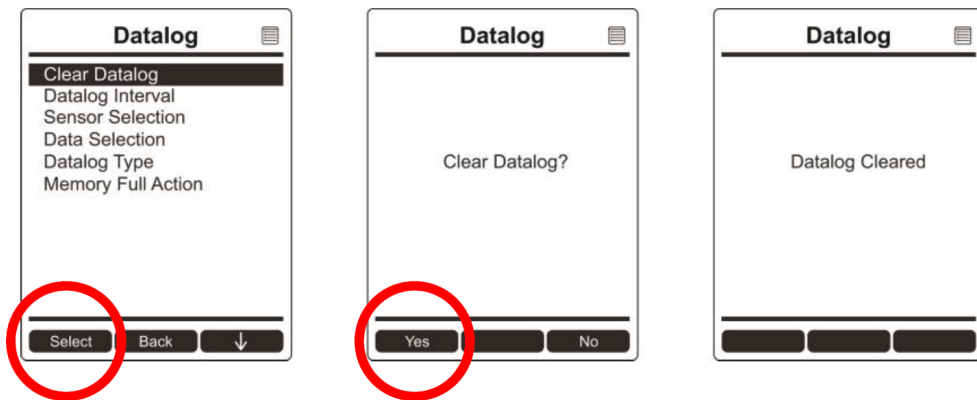 Datalog
Clear Datalog
Datalog Interval
Sensor Selection
Data Selection
Datalog Type
Memory Full Action
Select Back ↓
Datalog
Clear Datalog?
Yes No
Datalog
Datalog Cleared